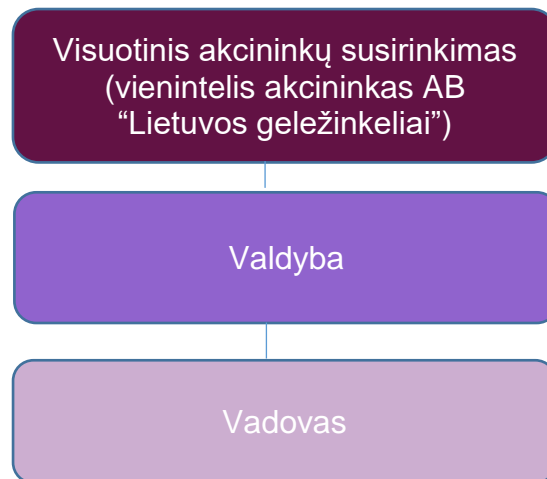 Visuotinis akcininkų susirinkimas
(vienintelis akcininkas AB
“Lietuvos geležinkeliai”)
Valdyba
Vadovas